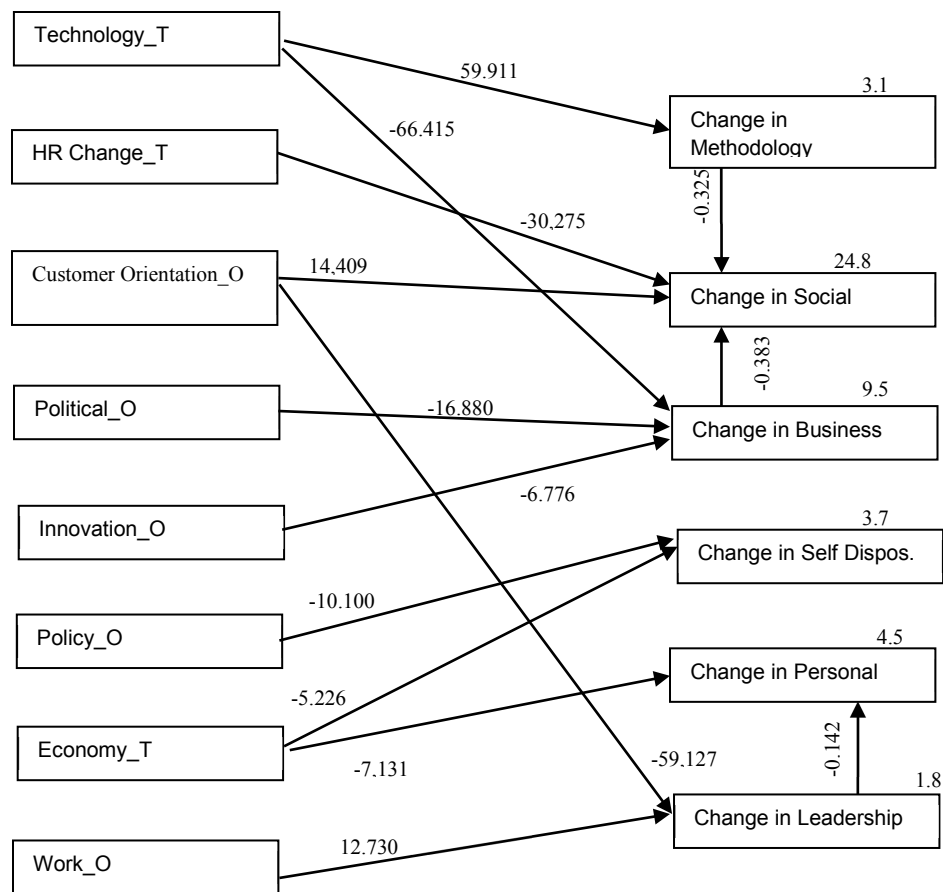 Technology_T
59.911
3.1
Change in
Methodology
-66.415
HR Change_T
-0.325
-30,275
Customer Orientation_O
14,409
24.8
Change in Social
-0.383
9.5
Political_O
-16.880
Change in Business
-6.776
Innovation_O
3.7
Change in Self Dispos.
-10.100
Policy_O
4.5
Change in Personal
-5.226
Economy_T
-7,131
-59,127
-0.142
1.8
Change in Leadership
12.730
Work_O